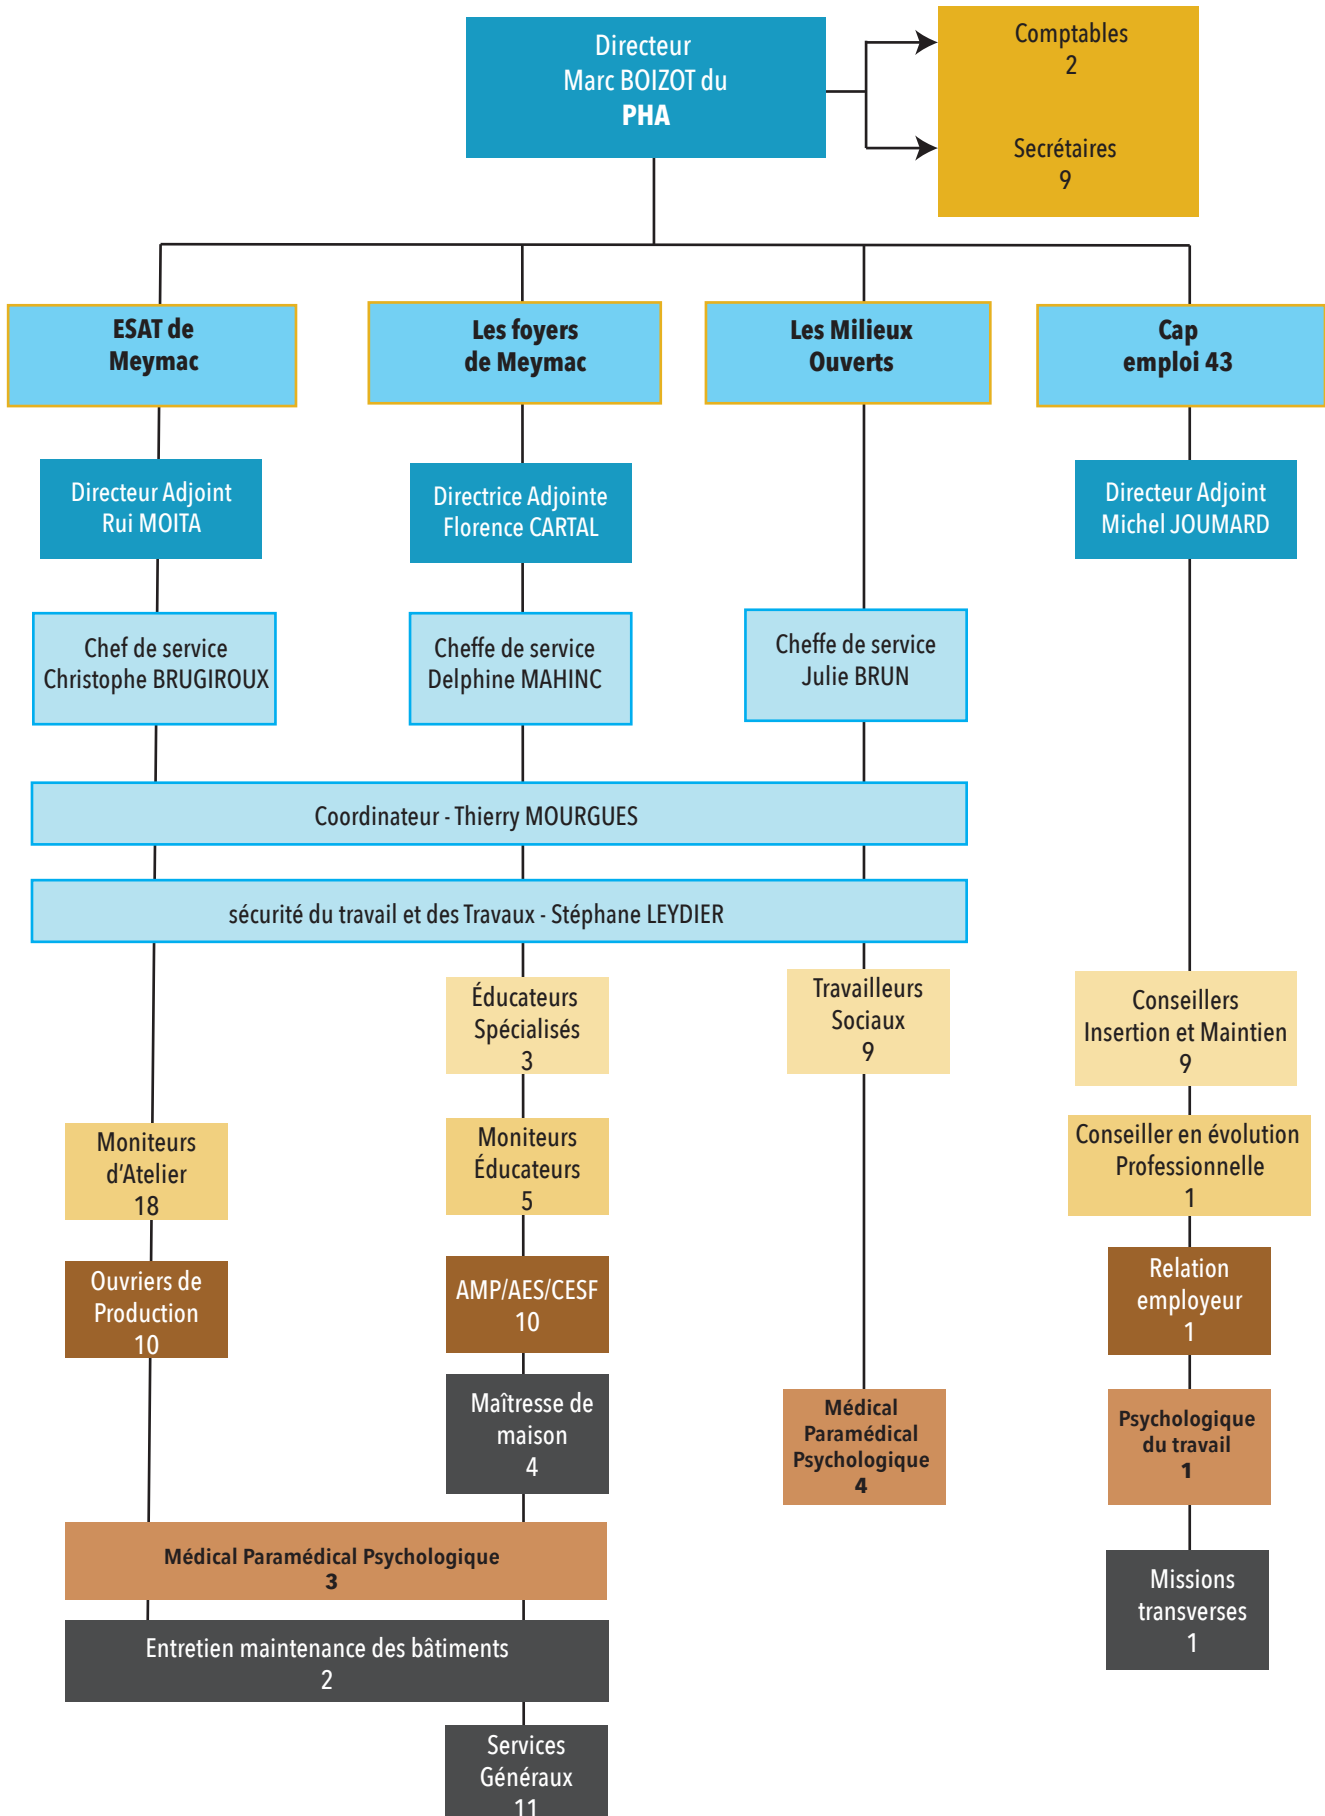 Directeur
Marc BOIZOT du
PHA
Comptables
2
Secrétaires
9
ESAT de
Meymac
Les foyers
de Meymac
Les Milieux
Ouverts
Cap
emploi 43
Directeur Adjoint
Rui MOITA
Directrice Adjointe
Florence CARTAL
Directeur Adjoint
Michel JOUMARD
Chef de service
Christophe BRUGIROUX
Cheffe de service
Delphine MAHINC
Cheffe de service
Julie BRUN
Coordinateur - Thierry MOURGUES
sécurité du travail et des Travaux - Stéphane LEYDIER
Éducateurs
Spécialisés
3
Travailleurs
Sociaux
9
Conseillers
Insertion et Maintien
9
Moniteurs
d'Atelier
18
Moniteurs
Éducateurs
5
Conseiller en évolution
Professionnelle
1
Ouvriers de
Production
10
AMP/AES/CESF
10
Relation
employeur
1
Maîtresse de
maison
4
Médical
Paramédical
Psychologique
4
Psychologique
du travail
1
Médical Paramédical Psychologique
3
Missions
transverses
1
Entretien maintenance des bâtiments
2
Services
Généraux
11